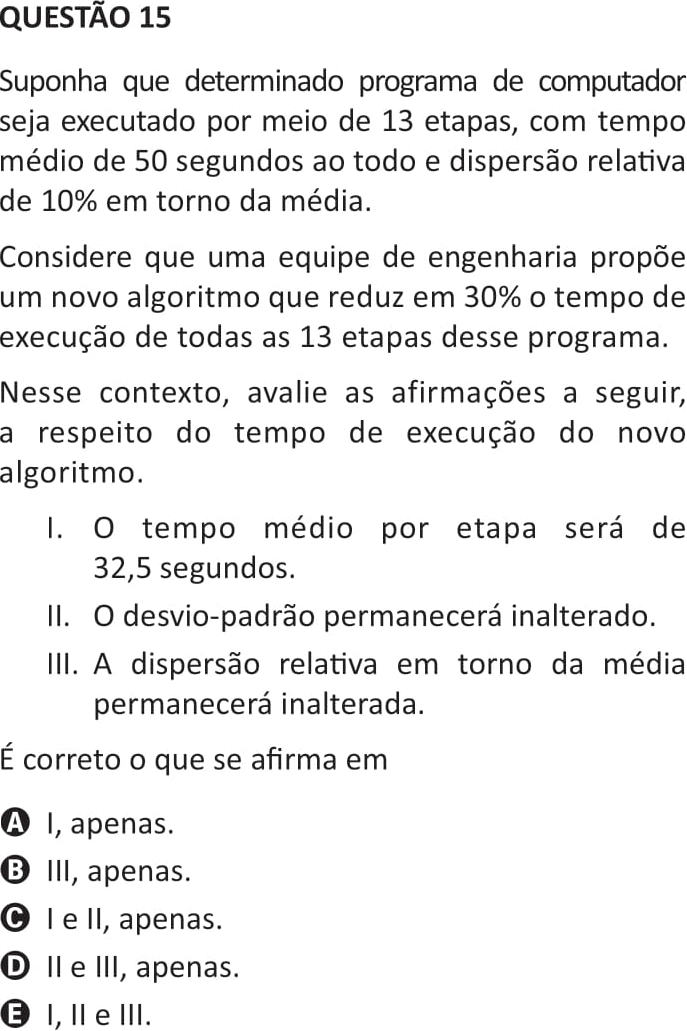 QUESTÃO 15
Suponha que determinado programa de computador
seja executado por meio de 13 etapas, com tempo
médio de 50 segundos ao todo e dispersão relativa
de 10% em torno da média.
Considere que uma equipe de engenharia propõe
um novo algoritmo que reduz em 30% o tempo de
execução de todas as 13 etapas desse programa.
Nesse contexto, avalie as afirmações a seguir,
a respeito do tempo de execução do novo
algoritmo.
I. O tempo médio por etapa será de
32,5 segundos.
II. O desvio-padrão permanecerá inalterado.
III. A dispersão relativa em torno da média
permanecerá inalterada.
É correto o que se afirma em
A I, apenas.
B III, apenas.
C I e II, apenas.
D II e III, apenas.
E I, II e III.